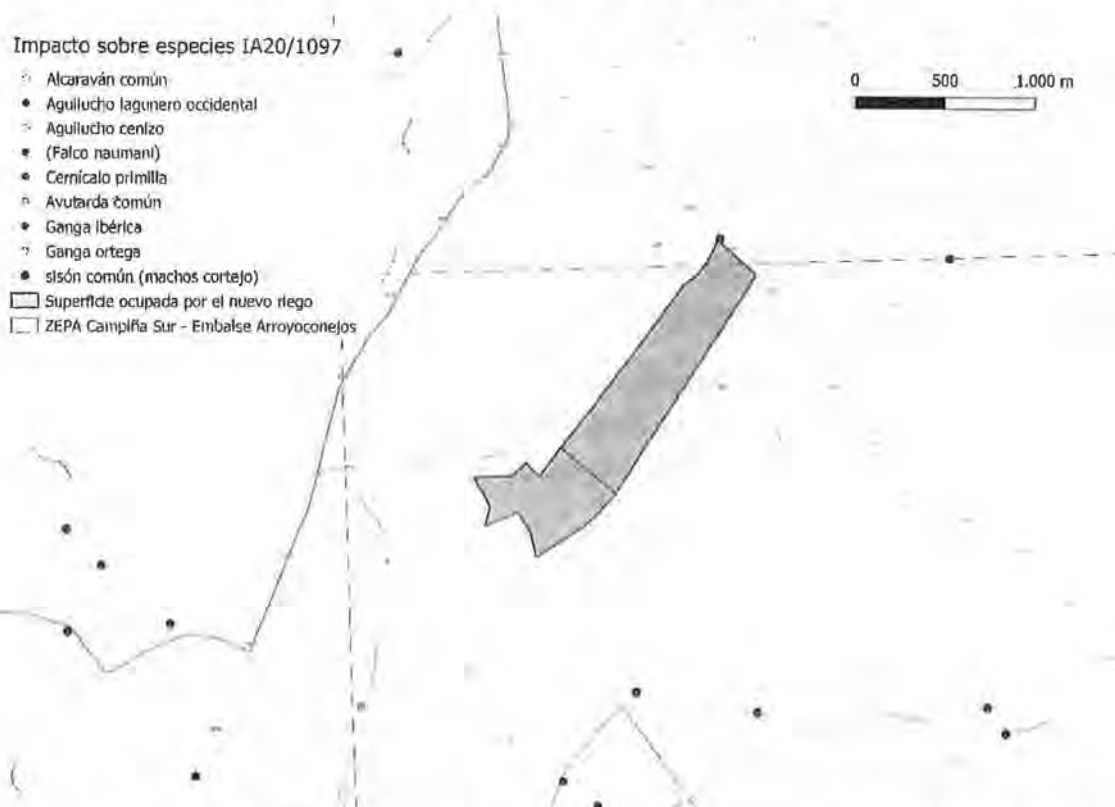 Impacto sobre especies IA20/1097
Alcaraván común
Aguilucho lagunero occidental
Aguilucho cenizo
(Falco naumani)
Cernícalo primilla
Avutarda común
Ganga ibérica
Ganga ortega
sisón común (machos cortejo)
Superficie ocupada por el nuevo riego
ZEPA Campiña Sur - Embalse Arroyoconejos
0 500 1.000 m